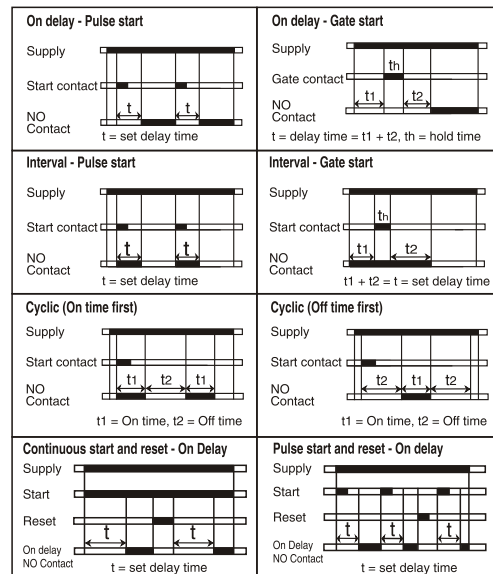 On delay - Pulse start
Supply
Start contact
t
t
NO
Contact
t = set delay time
On delay - Gate start
Supply
th
Gate contact
t1
t2
NO
Contact
t = delay time = t1 + t2, th = hold time
Interval - Pulse start
Supply
Start contact
t
t
NO
Contact
t = set delay time
Interval - Gate start
Supply
th
Start contact
t1
t2
NO
Contact
t1 + t2 = t = set delay time
Cyclic (On time first)
Supply
Start contact
t1
t2
t1
NO
Contact
t1 = On time, t2 = Off time
Cyclic (Off time first)
Supply
Start contact
t2
t1
t2
NO
Contact
t1 = On time, t2 = Off time
Continuous start and reset - On Delay
Supply
Start
Reset
t
t
On delay
NO Contact
t = set delay time
Pulse start and reset - On delay
Supply
Start
Reset
t
t
t
On Delay
NO Contact
t = set delay time